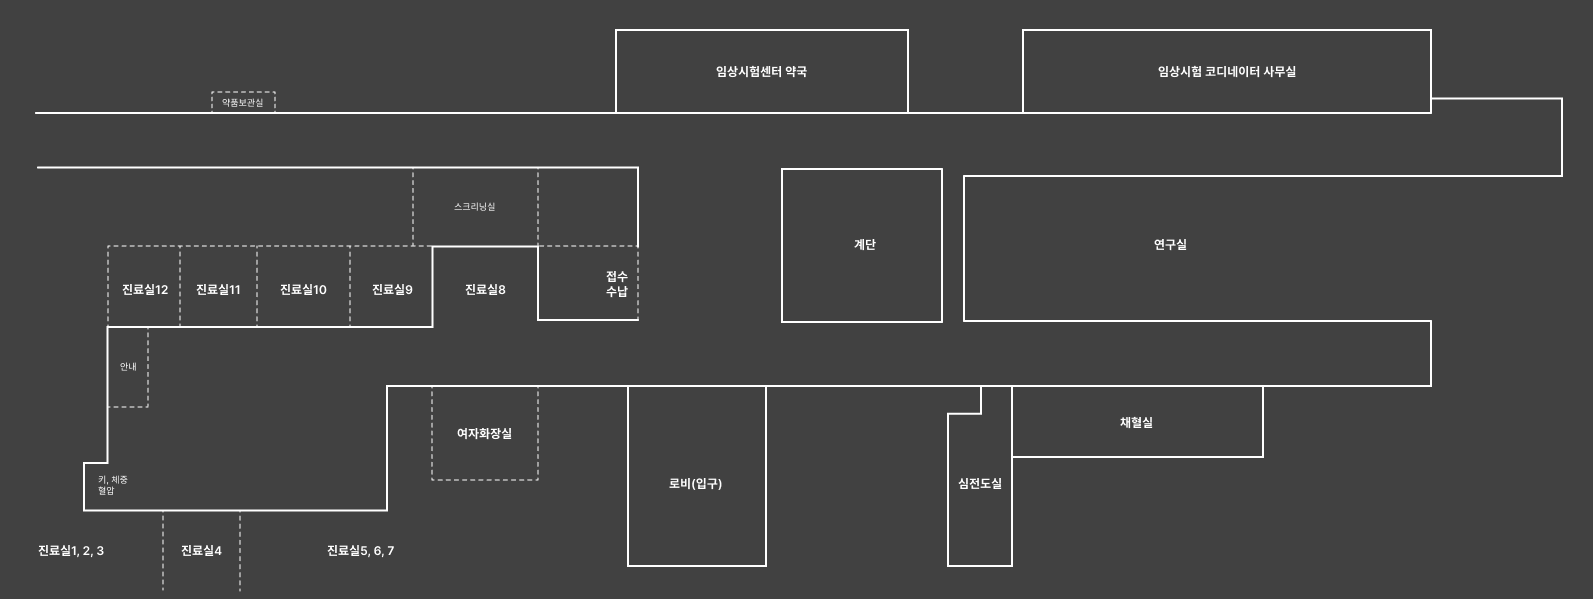 임상시험센터 약국
임상시험 코디네이터 사무실
약품보관실
스크리닝실
계단
연구실
접수
수납
진료실12
진료실11
진료실10
진료실9
진료실8
안내
여자화장실
채혈실
로비(입구)
심전도실
키, 체중
혈압
진료실1, 2, 3
진료실4
진료실5, 6, 7